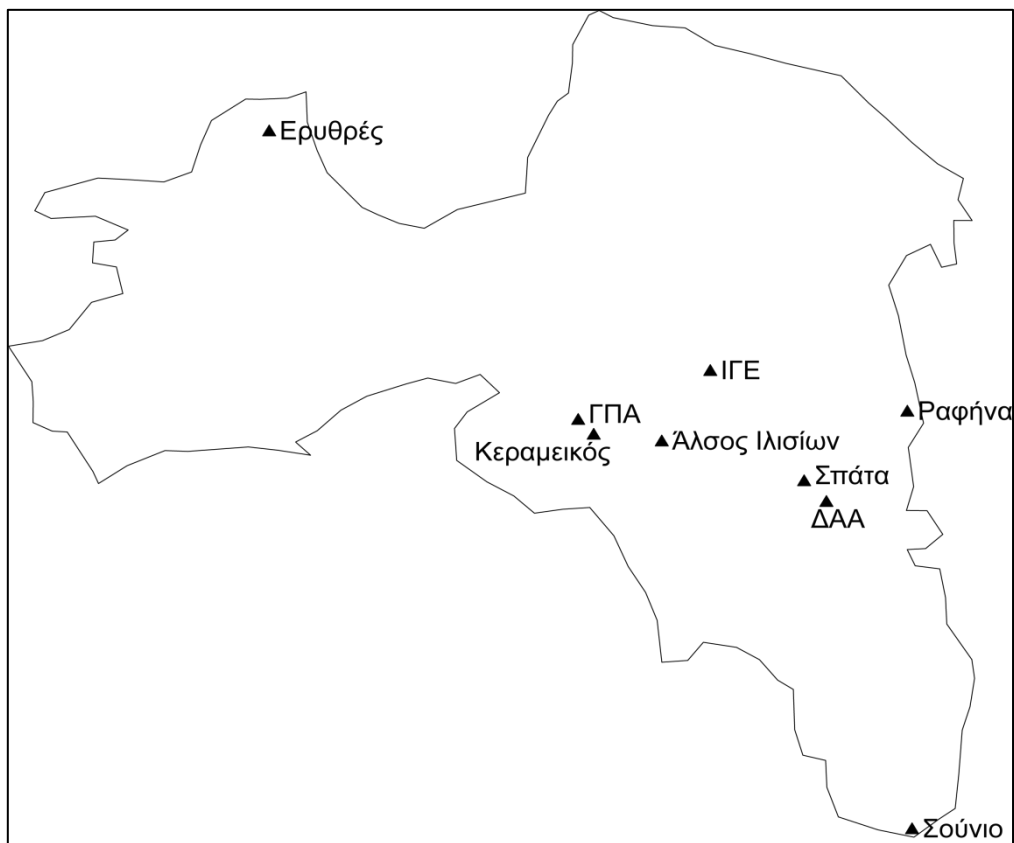 Ερυθρές
ΙΓΕ
ΓΠΑ
Ραφήνα
Κεραμεικός
Άλσος Ιλισίων
Σπάτα
ΔΑΑ
Σούνιο